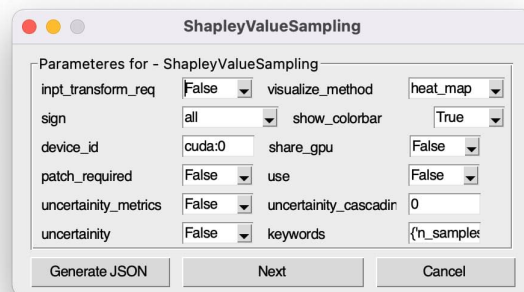 ShapleyValueSampling
Parameteres for - ShapleyValueSampling
inpt_transform_req False visualize_method heat_map
sign all show_colorbar True
device_id cuda:0 share_gpu False
patch_required False use False
uncertainity_metrics False uncertainity_cascadin 0
uncertainity False keywords {'n_samples
Generate JSON Next Cancel